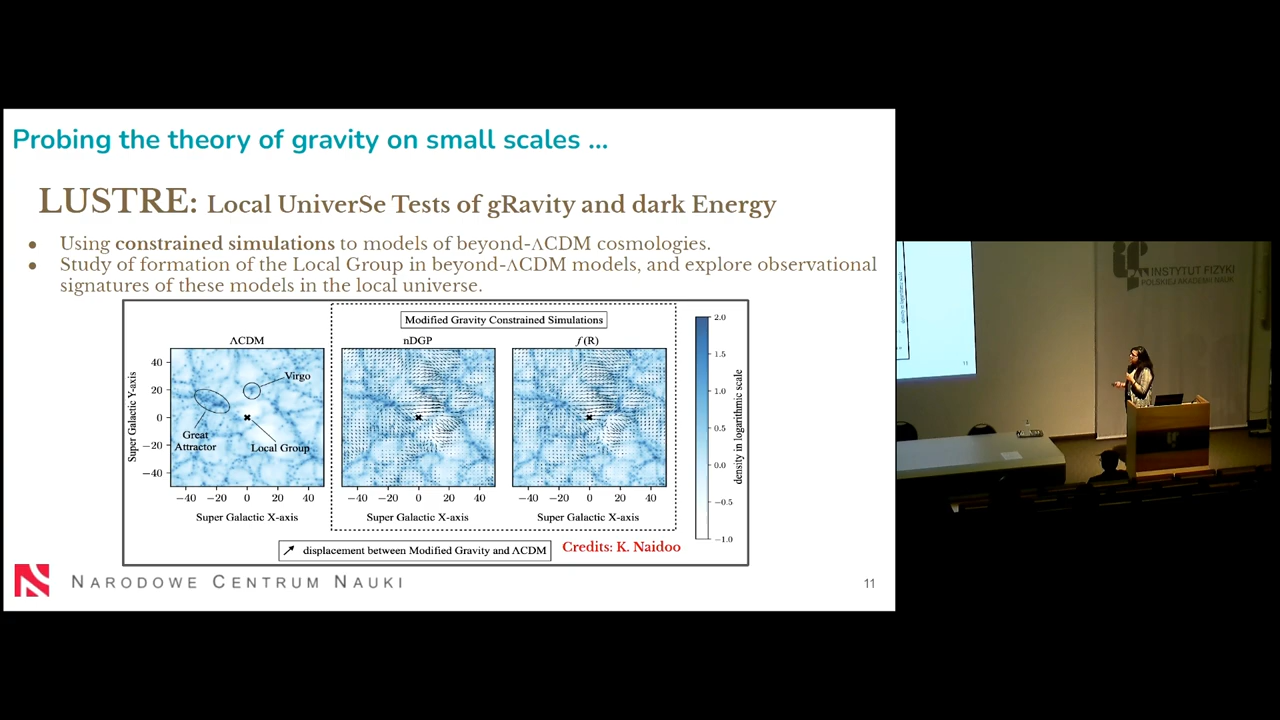 Probing the theory of gravity on small scales ...
LUSTRE: Local UniverSe Tests of gRavity and dark Energy
● Using constrained simulations to models of beyond-ΛCDM cosmologies.
● Study of formation of the Local Group in beyond-ΛCDM models, and explore observational
signatures of these models in the local universe.
Modified Gravity Constrained Simulations
ΛCDM
nDGP
f(R)
Super Galactic Y-axis
40
20
0
−20
−40
Virgo
Great
Attractor
Local Group
−40 −20 0 20 40
−40 −20 0 20 40
−40 −20 0 20 40
Super Galactic X-axis
Super Galactic X-axis
Super Galactic X-axis
2.0
1.5
1.0
0.5
0.0
−0.5
−1.0
density in logarithmic scale
displacement between Modified Gravity and ΛCDM
Credits: K. Naidoo
NARODOWE CENTRUM NAUKI
11
INSTYTUT FIZYKI
POLSKIEJ AKADEMII NAUK